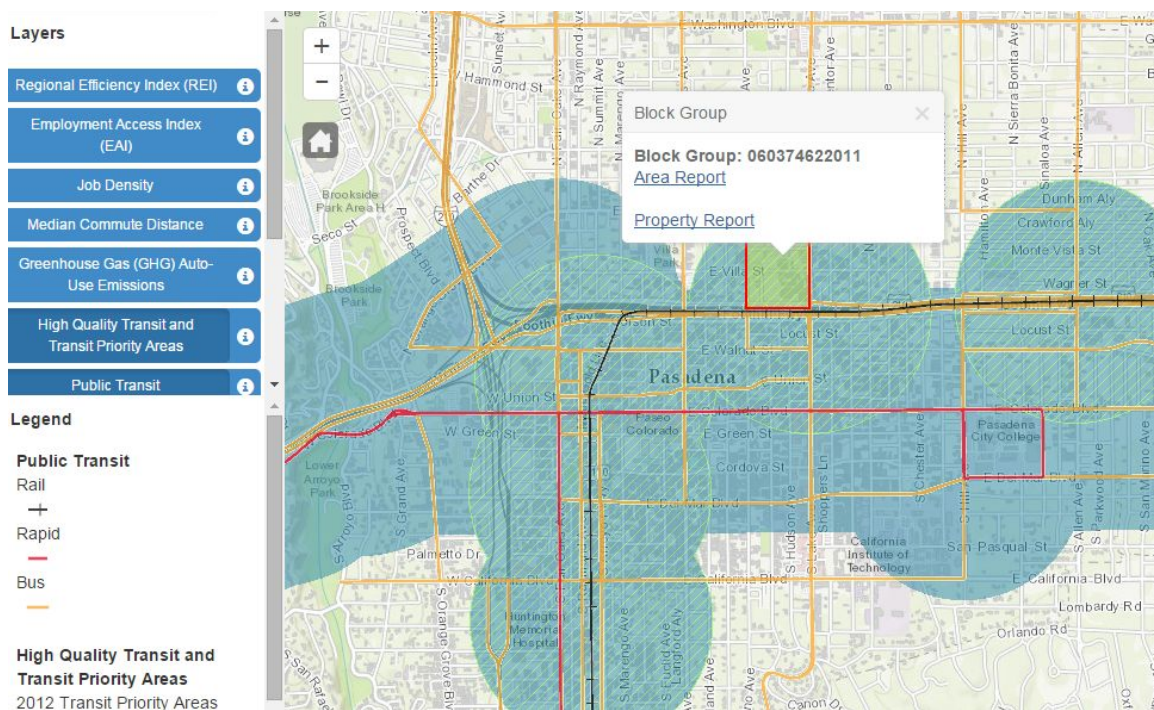 Layers
Regional Efficiency Index (REI)
Employment Access Index
(EAI)
Job Density
Median Commute Distance
Greenhouse Gas (GHG) Auto-
Use Emissions
High Quality Transit and
Transit Priority Areas
Public Transit
Legend
Public Transit
Rail
Rapid
Bus
High Quality Transit and
Transit Priority Areas
2012 Transit Priority Areas
+
−
Block Group
×
Block Group: 060374622011
Area Report
Property Report
Washington Blvd
W Hammond St
Sunset Ave
N Raymond Ave
N Summit Ave
N Sierra Bonita Ave
Sinaloa Ave
N Allen Ave
Brookside
Park Area H
Seco St
Prospect Blvd
Brookside
Park
Villa
Park
E Villa St
Hamilton Ave
Dunham Aly
Crawford Aly
Monte Vista St
Wagner St
Locust St
Locust St
E Walnut St
Pasadena
Union St
W Union St
E Colorado Blvd
Paseo
Colorado
W Green St
E Green St
Cordova St
E Del Mar Blvd
Pasadena
City College
Lower
Arroyo
Park
S Arroyo Blvd
S Grand Ave
S Hudson Ave
Shoppers Ln
S Chester Ave
S Allen Ave
S Parkwood Ave
S San Marino Ave
Palmetto Dr
California
Institute of
Technology
San Pasqual St
California Blvd
E California Blvd
Lombardy Rd
Orlando Rd
Huntington
Memorial
Hospital
S Orange Grove Blvd
S Marengo Ave
S Euclid Ave
Langford Aly
S San Rafael